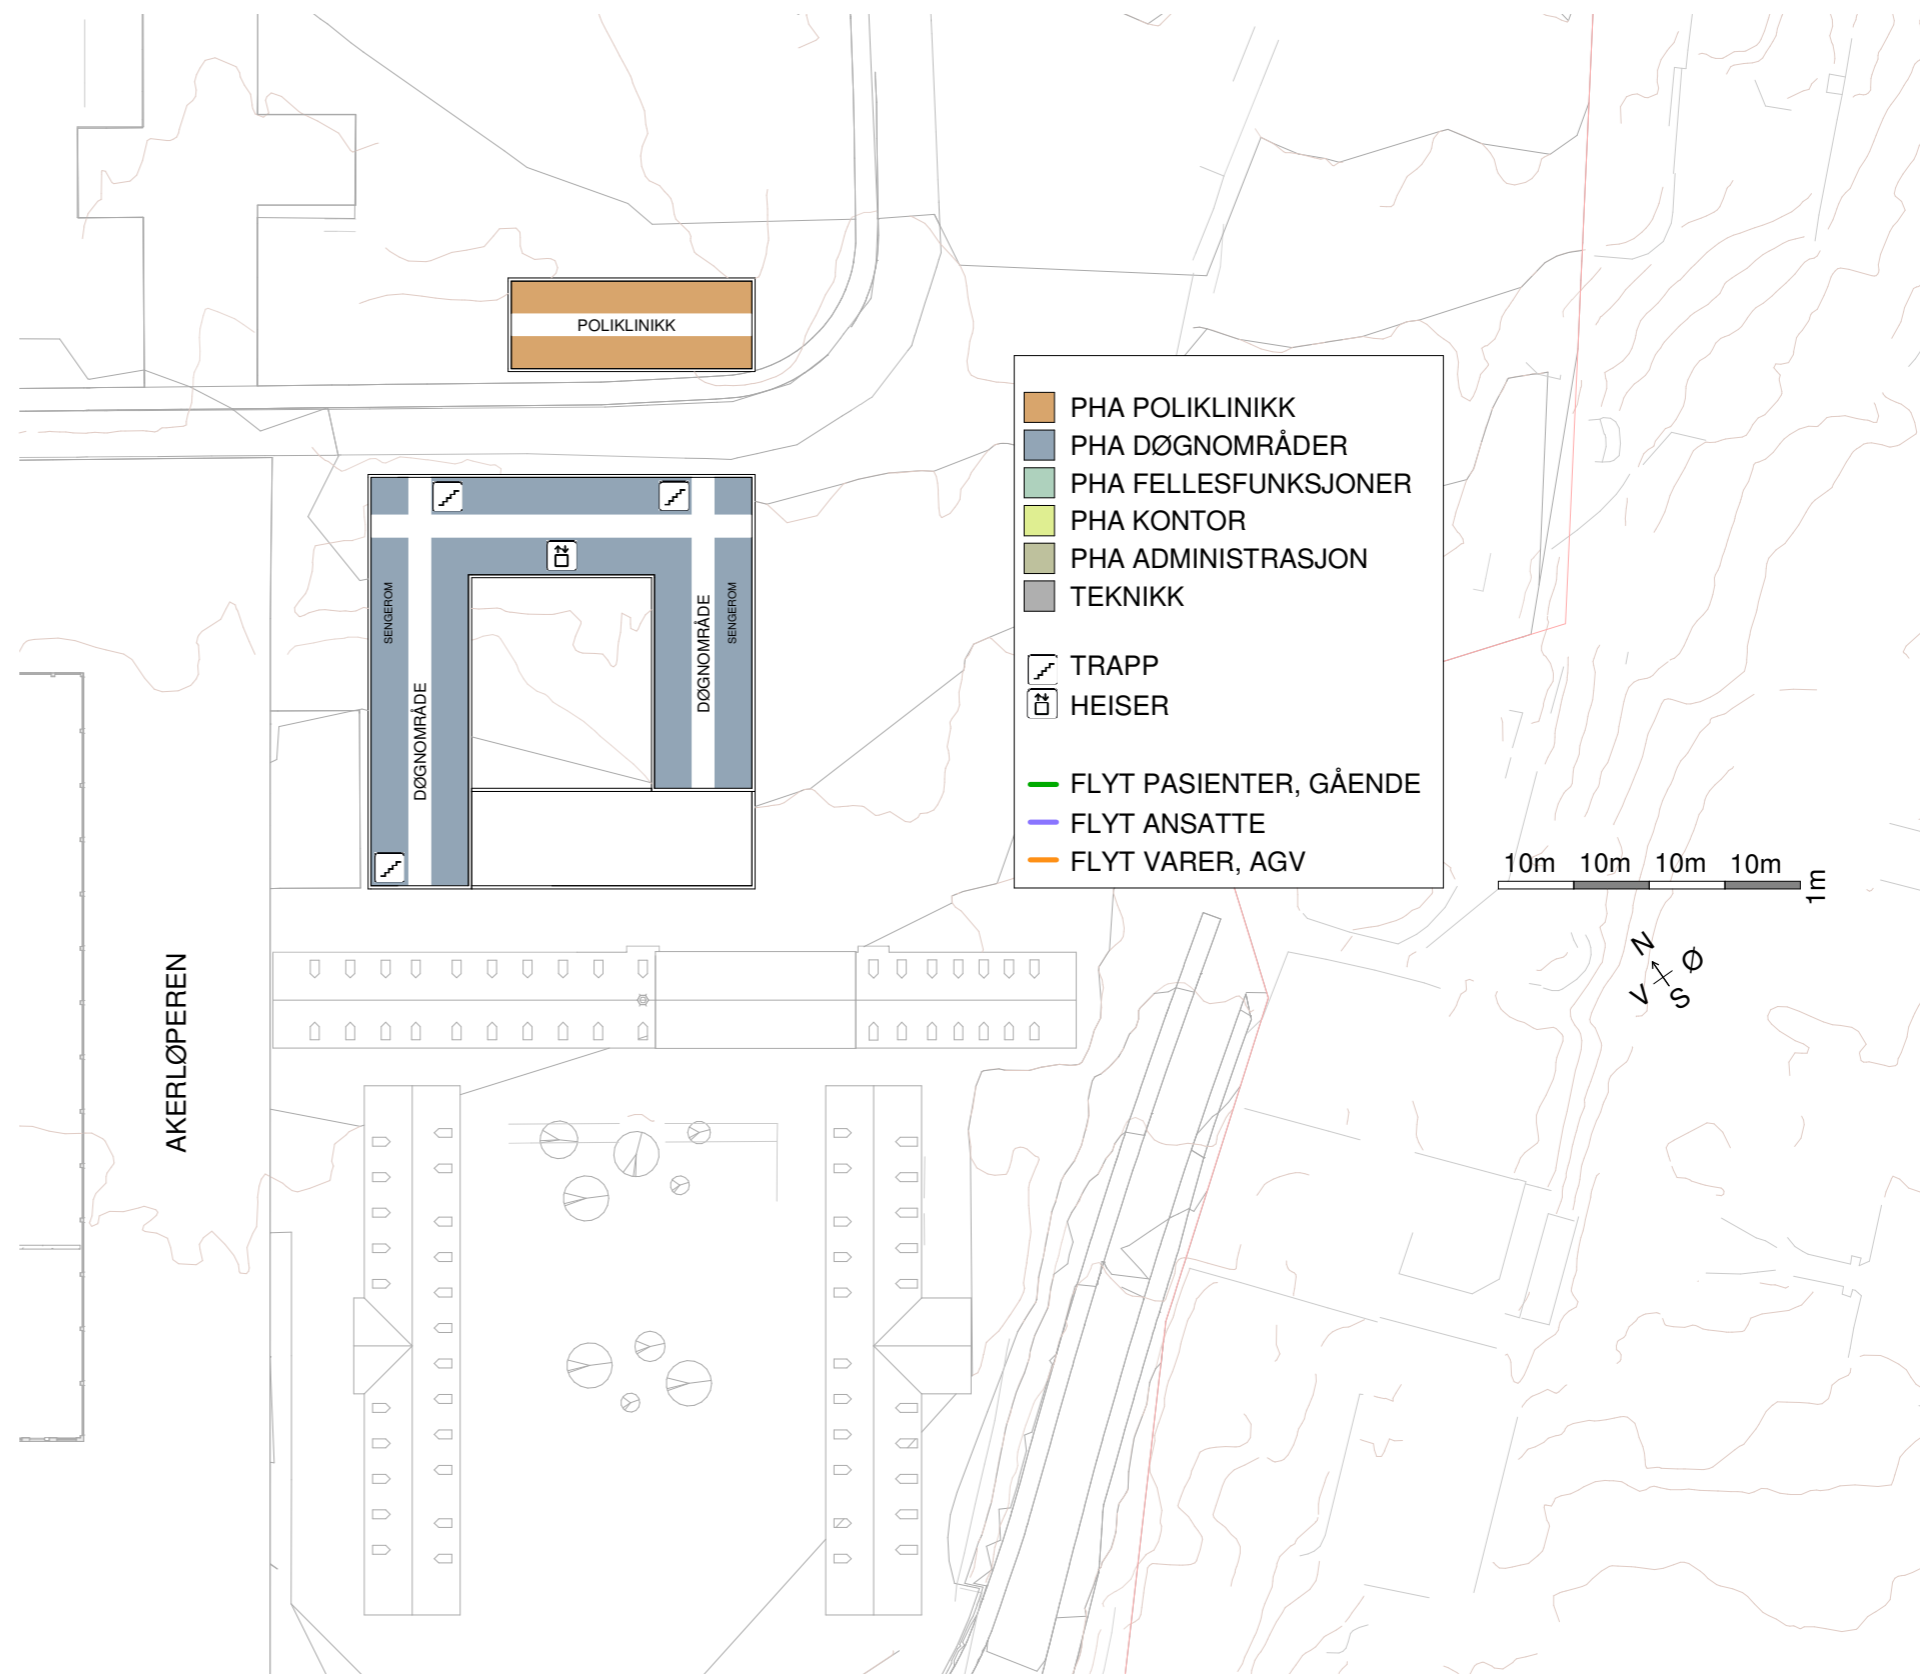 POLIKLINIKK
PHA POLIKLINIKK
PHA DØGNOMRÅDER
PHA FELLESFUNKSJONER
PHA KONTOR
PHA ADMINISTRASJON
TEKNIKK
TRAPP
HEISER
FLYT PASIENTER, GÅENDE
FLYT ANSATTE
FLYT VARER, AGV
SENGEROM
DØGNOMRÅDE
DØGNOMRÅDE
SENGEROM
10m 10m 10m 10m
1m
N
Ø
V
S
AKERLØPEREN